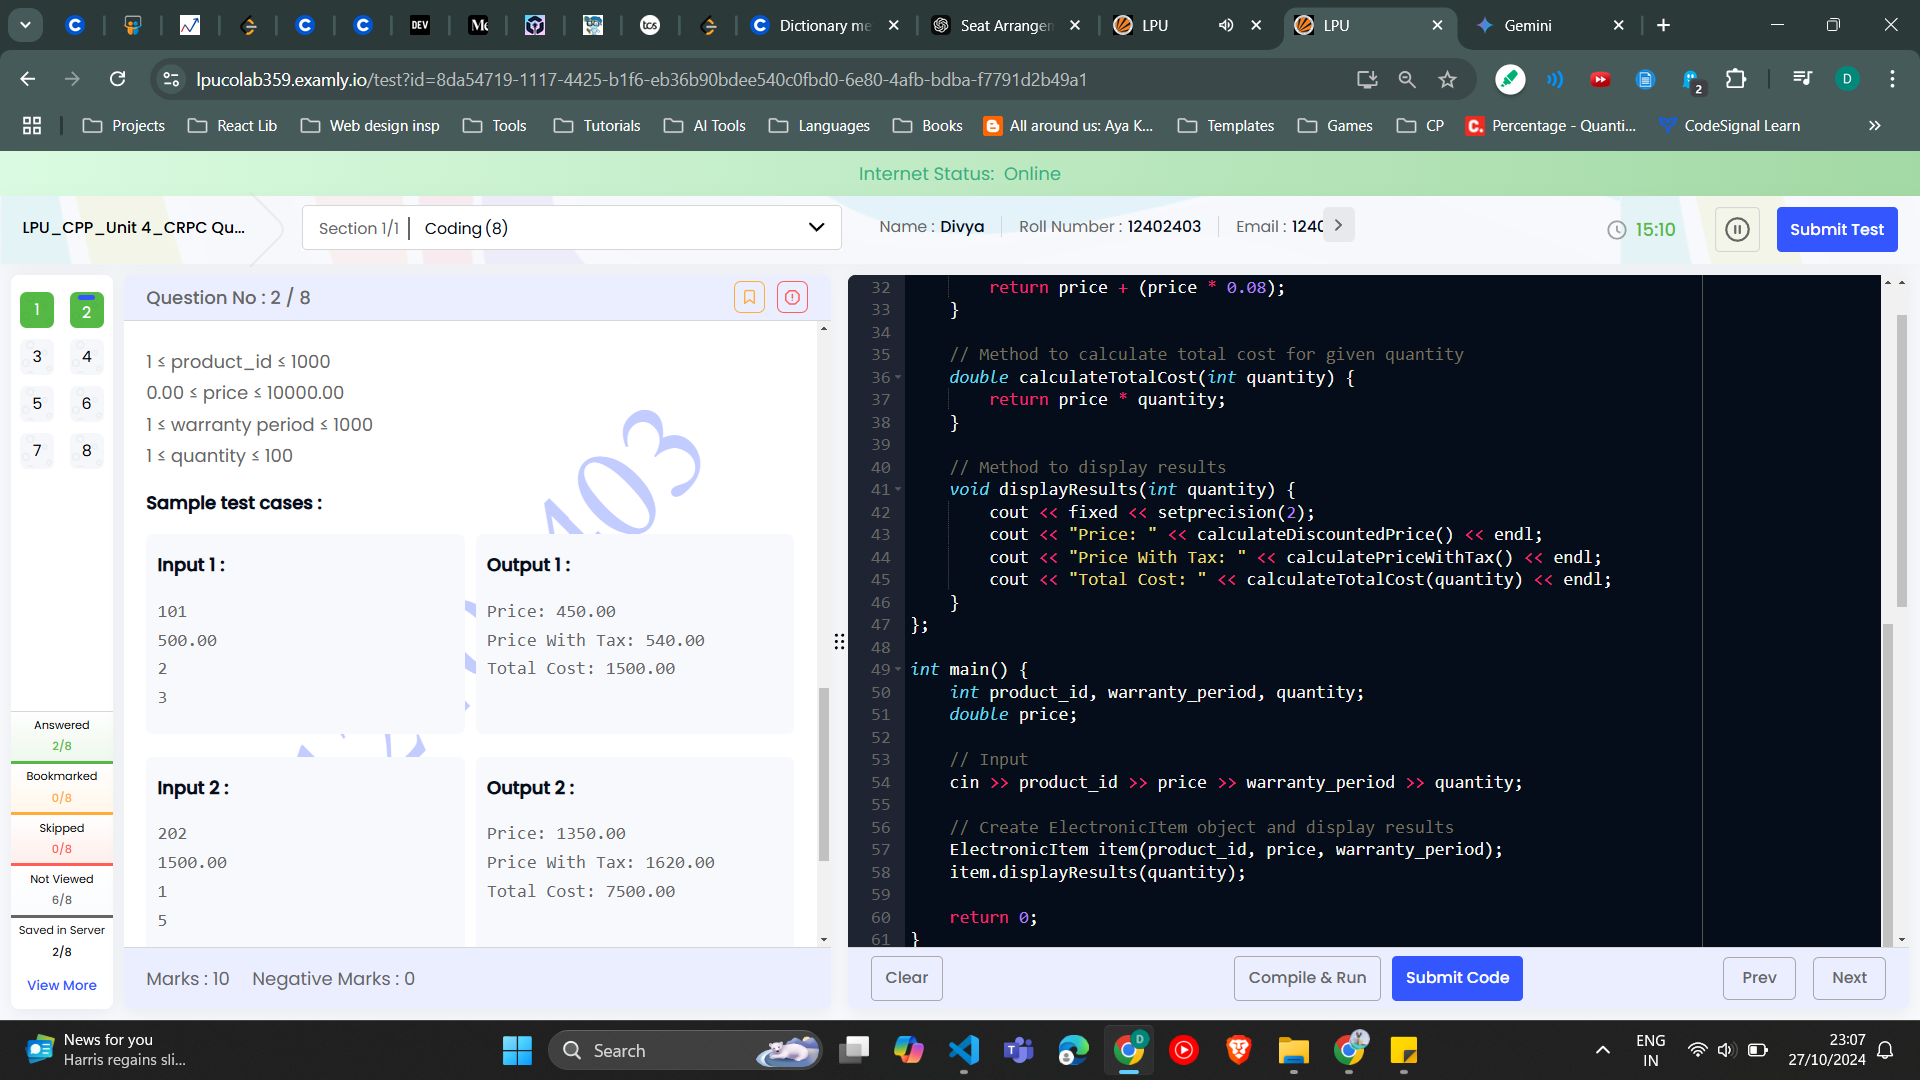 DEV
tcs
Dictionary me
Seat Arrangen
LPU
LPU
Gemini
lpucolab359.examly.io/test?id=8da54719-1117-4425-b1f6-eb36b90bdee540c0fbd0-6e80-4afb-bdba-f7791d2b49a1
2
D
Projects
React Lib
Web design insp
Tools
Tutorials
AI Tools
Languages
Books
All around us: Aya K...
Templates
Games
CP
Percentage - Quanti...
CodeSignal Learn
Internet Status: Online
LPU_CPP_Unit 4_CRPC Qu...
Section 1/1 | Coding (8)
Name : Divya
Roll Number : 12402403
Email : 1240
15:10
Submit Test
1 2
3 4
5 6
7 8
Answered
2/8
Bookmarked
0/8
Skipped
0/8
Not Viewed
6/8
Saved in Server
2/8
View More
Question No : 2 / 8
1 ≤ product_id ≤ 1000
0.00 ≤ price ≤ 10000.00
1 ≤ warranty period ≤ 1000
1 ≤ quantity ≤ 100
Sample test cases :
Input 1 :
101
500.00
2
3
Output 1 :
Price: 450.00
Price With Tax: 540.00
Total Cost: 1500.00
Input 2 :
202
1500.00
1
5
Output 2 :
Price: 1350.00
Price With Tax: 1620.00
Total Cost: 7500.00
403
Marks : 10 Negative Marks : 0
32 return price + (price * 0.08);
33 }
34
35 // Method to calculate total cost for given quantity
36 double calculateTotalCost(int quantity) {
37 return price * quantity;
38 }
39
40 // Method to display results
41 void displayResults(int quantity) {
42 cout << fixed << setprecision(2);
43 cout << "Price: " << calculateDiscountedPrice() << endl;
44 cout << "Price With Tax: " << calculatePriceWithTax() << endl;
45 cout << "Total Cost: " << calculateTotalCost(quantity) << endl;
46 }
47 };
48
49 int main() {
50 int product_id, warranty_period, quantity;
51 double price;
52
53 // Input
54 cin >> product_id >> price >> warranty_period >> quantity;
55
56 // Create ElectronicItem object and display results
57 ElectronicItem item(product_id, price, warranty_period);
58 item.displayResults(quantity);
59
60 return 0;
61 }
Clear
Compile & Run
Submit Code
Prev
Next
News for you
Harris regains sli...
Search
D
ENG
IN
23:07
27/10/2024